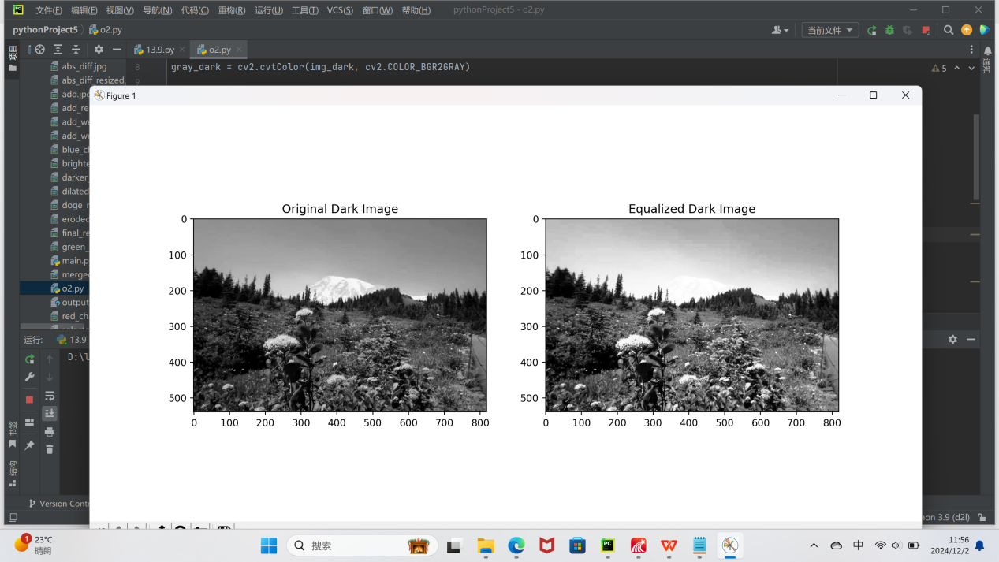 文件(F) 编辑(E) 视图(V) 导航(N) 代码(C) 重构(R) 运行(U) 工具(T) VCS(S) 窗口(W) 帮助(H) pythonProject5 - o2.py
pythonProject5 o2.py 当前文件
项目 13.9.py o2.py 通知
abs_diff.jpg 8 gray_dark = cv2.cvtColor(img_dark, cv2.COLOR_BGR2GRAY) 5
abs_diff_resized. 9
add.jpg Figure 1
add_re
add_we
add_we
blue_ch
brighte
darker_
dilated
doge_r
eroded
final_re
green_
main.p
merged
o2.py
output
red_cha
Original Dark Image
0
100
200
300
400
500
0 100 200 300 400 500 600 700 800
Equalized Dark Image
0
100
200
300
400
500
0 100 200 300 400 500 600 700 800
运行: 13.9
D:\
书签
结构
Version Contr
hon 3.9 (d2l)
1 23°C
晴朗
搜索
中
11:56
2024/12/2